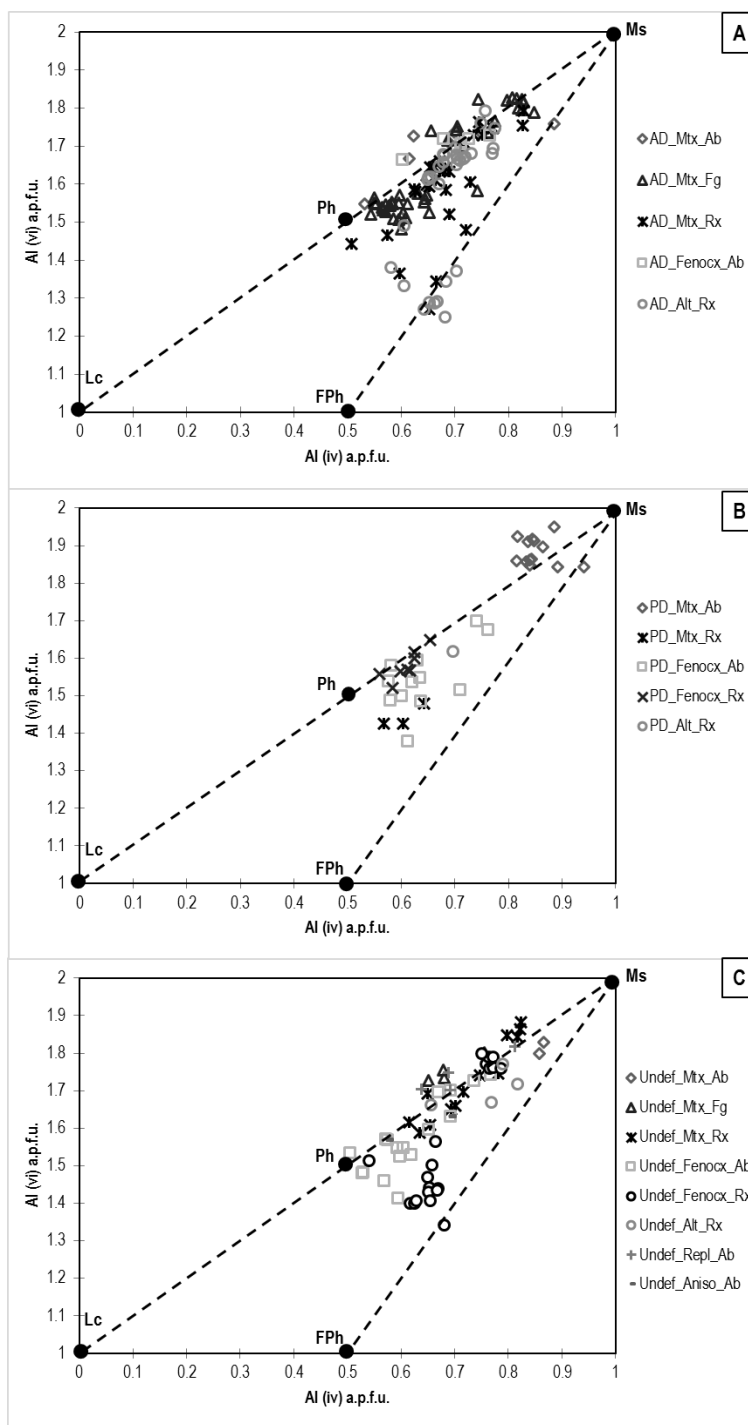 A
Ms
2
1.9
1.8
1.7
1.6
1.5
1.4
1.3
1.2
1.1
1
Al (vi) a.p.f.u.
Ph
Lc
FPh
0 0.1 0.2 0.3 0.4 0.5 0.6 0.7 0.8 0.9 1
Al (iv) a.p.f.u.
AD_Mtx_Ab
AD_Mtx_Fg
AD_Mtx_Rx
AD_Fenocx_Ab
AD_Alt_Rx
B
Ms
2
1.9
1.8
1.7
1.6
1.5
1.4
1.3
1.2
1.1
1
Al (vi) a.p.f.u.
Ph
Lc
FPh
0 0.1 0.2 0.3 0.4 0.5 0.6 0.7 0.8 0.9 1
Al (iv) a.p.f.u.
PD_Mtx_Ab
PD_Mtx_Rx
PD_Fenocx_Ab
PD_Fenocx_Rx
PD_Alt_Rx
C
Ms
2
1.9
1.8
1.7
1.6
1.5
1.4
1.3
1.2
1.1
1
Al (vi) a.p.f.u.
Ph
Lc
FPh
0 0.1 0.2 0.3 0.4 0.5 0.6 0.7 0.8 0.9 1
Al (iv) a.p.f.u.
Undef_Mtx_Ab
Undef_Mtx_Fg
Undef_Mtx_Rx
Undef_Fenocx_Ab
Undef_Fenocx_Rx
Undef_Alt_Rx
Undef_Repl_Ab
Undef_Aniso_Ab